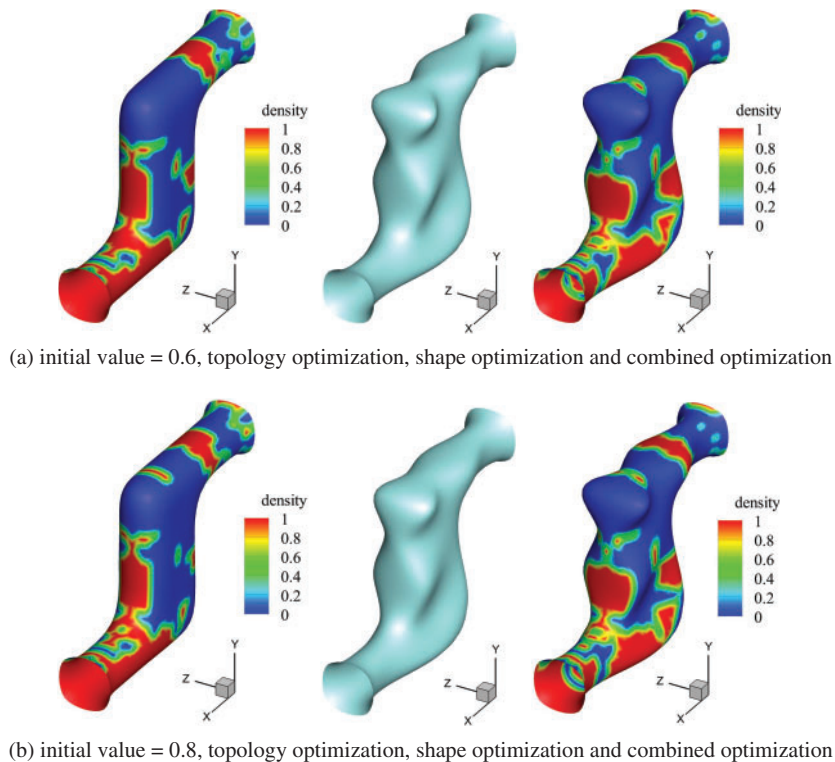 density
1
0.8
0.6
0.4
0.2
0
Y
Z
X
Y
Z
X
density
1
0.8
0.6
0.4
0.2
0
Y
Z
X
(a) initial value = 0.6, topology optimization, shape optimization and combined optimization
density
1
0.8
0.6
0.4
0.2
0
Y
Z
X
Y
Z
X
density
1
0.8
0.6
0.4
0.2
0
Y
Z
X
(b) initial value = 0.8, topology optimization, shape optimization and combined optimization